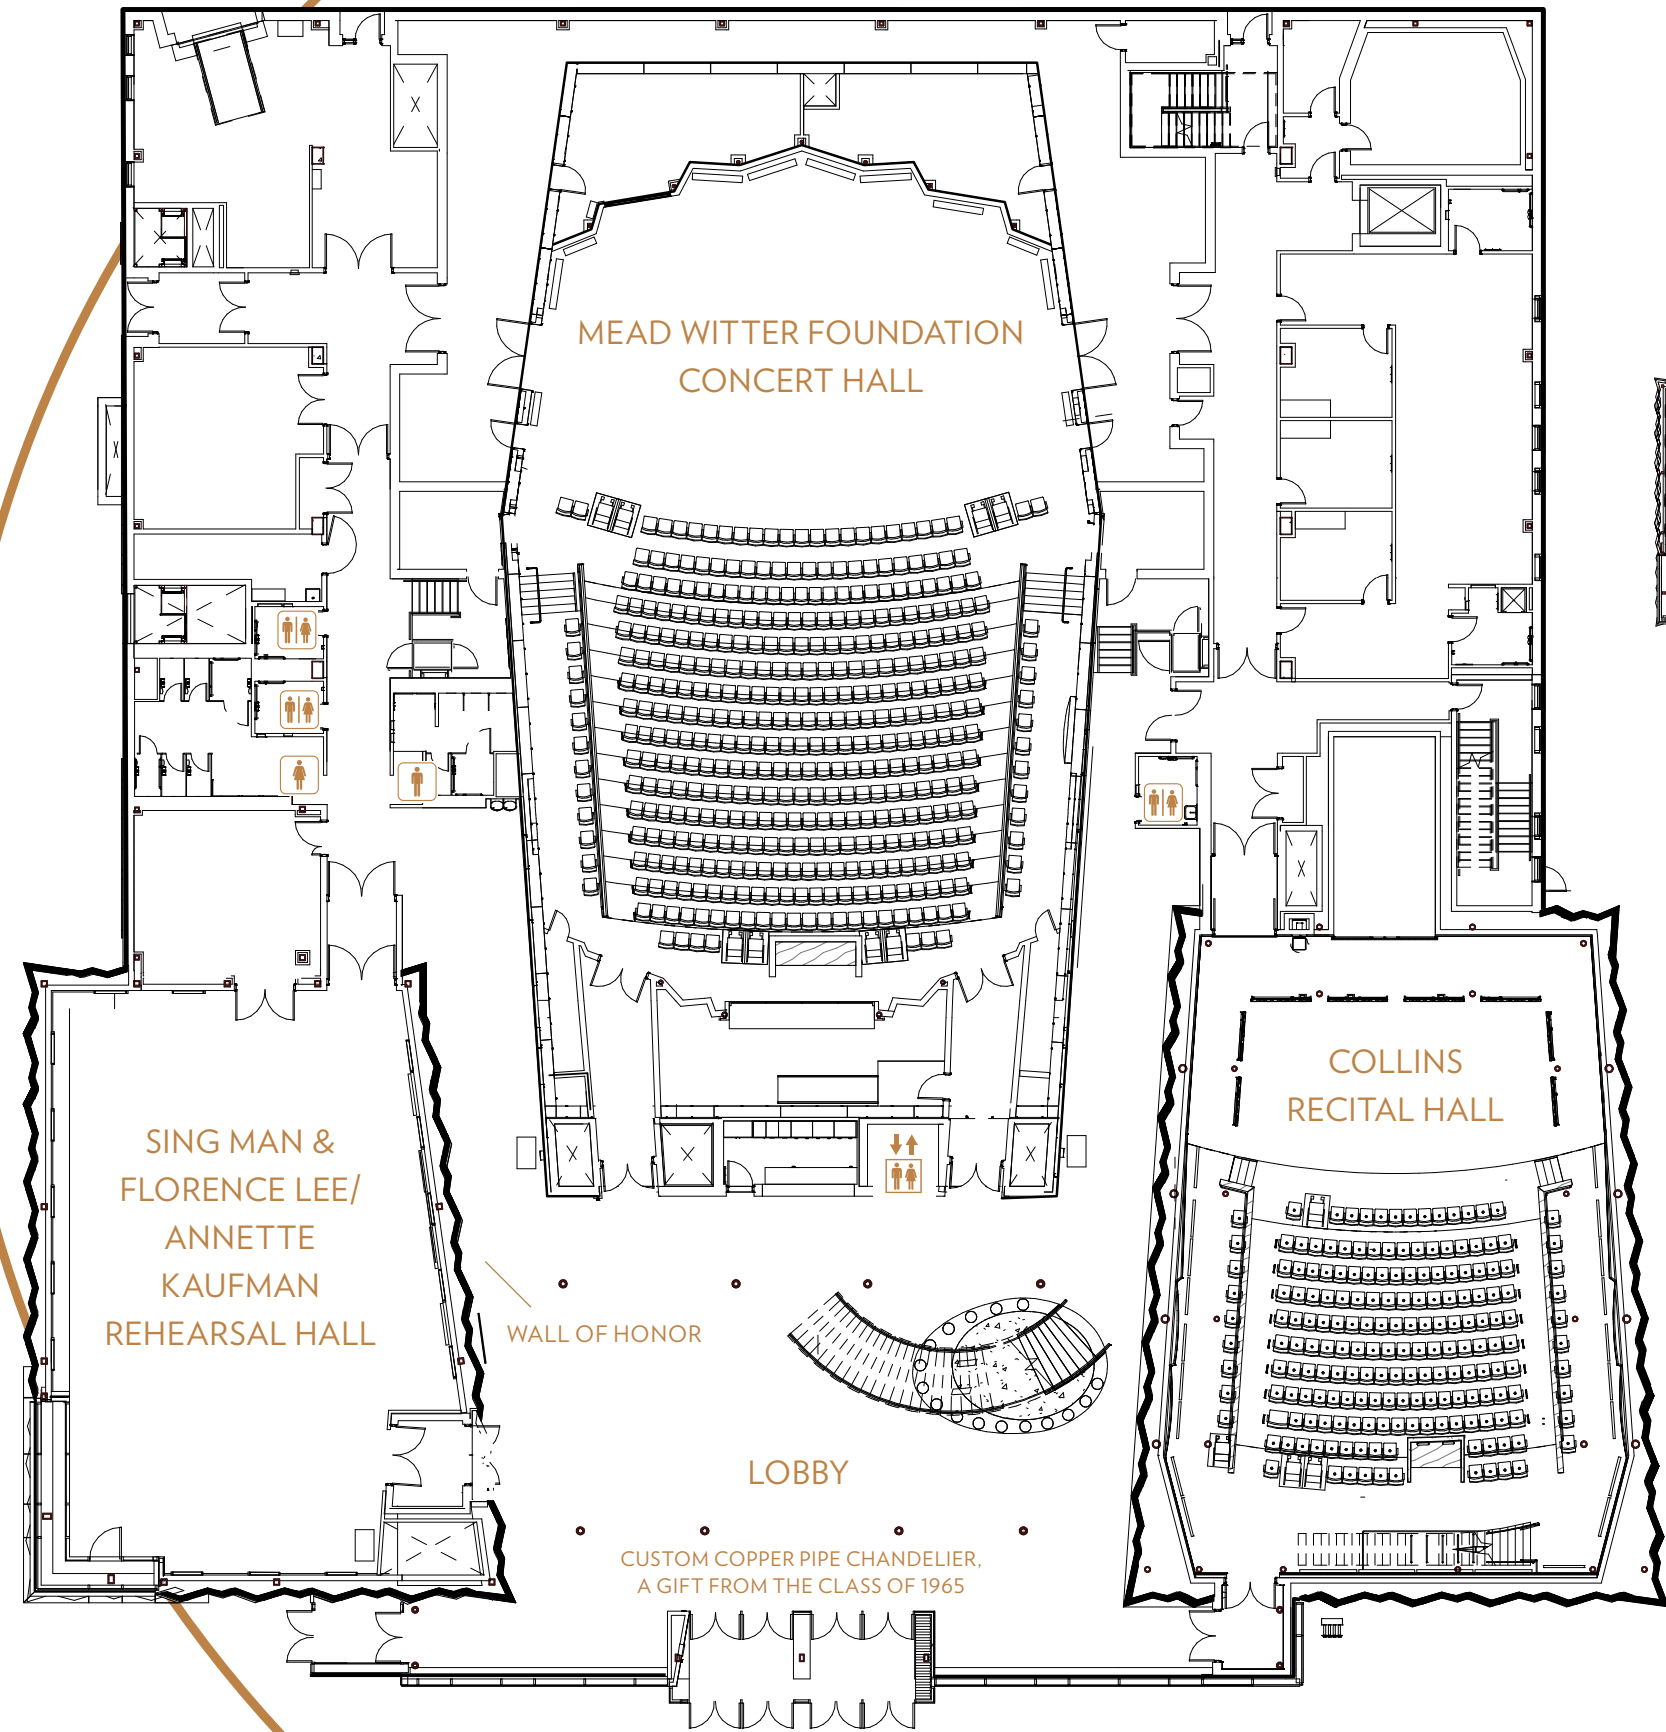 MEAD WITTER FOUNDATION
CONCERT HALL
COLLINS
RECITAL HALL
SING MAN &
FLORENCE LEE/
ANNETTE
KAUFMAN
REHEARSAL HALL
WALL OF HONOR
LOBBY
CUSTOM COPPER PIPE CHANDELIER,
A GIFT FROM THE CLASS OF 1965